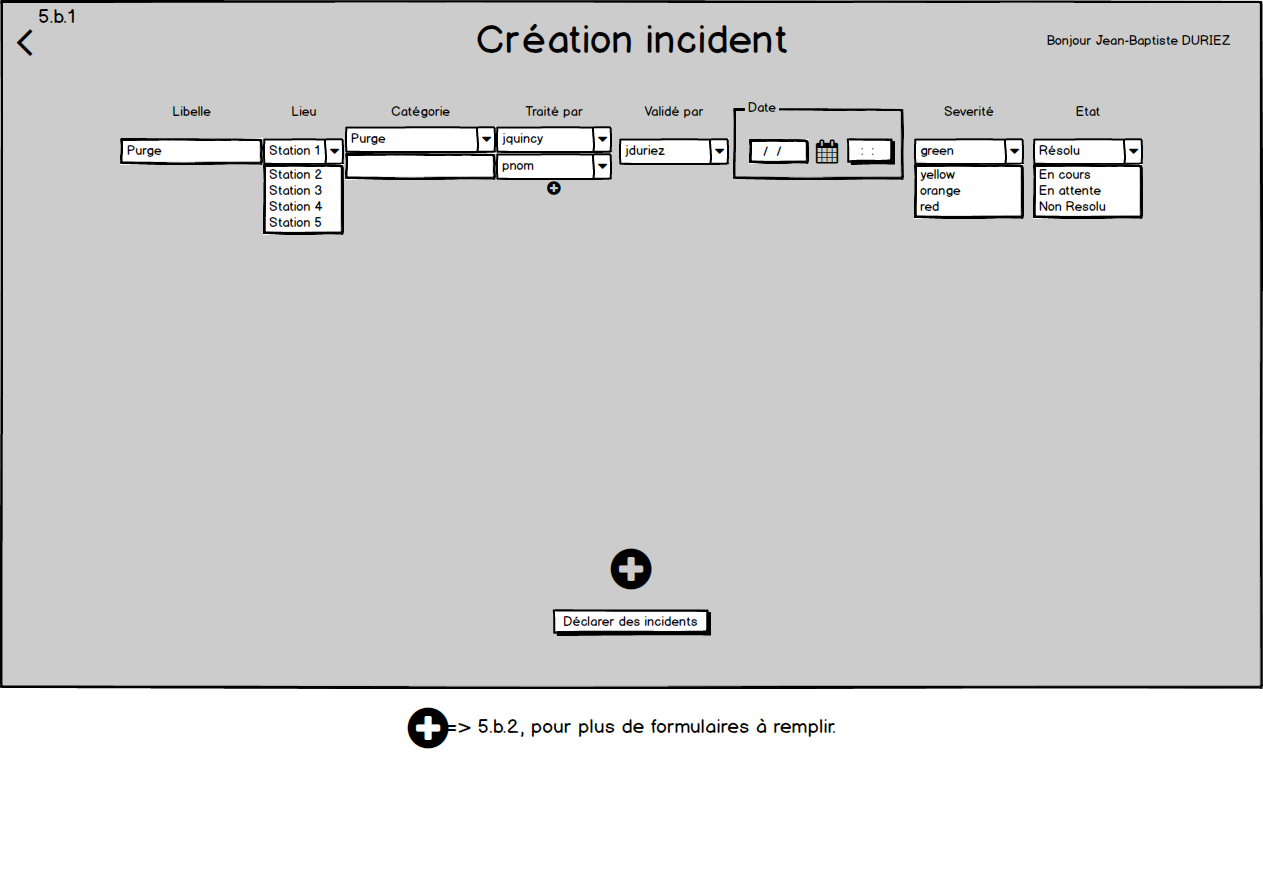 5.b.1
Création incident
Bonjour Jean-Baptiste DURIEZ
Libelle Lieu Catégorie Traité par Validé par Date Severité Etat
Purge Station 1 Purge jquincy jduriez / / : : green Résolu
pnom
Station 2
Station 3
Station 4
Station 5
yellow
orange
red
En cours
En attente
Non Resolu
Déclarer des incidents
=> 5.b.2, pour plus de formulaires à remplir.